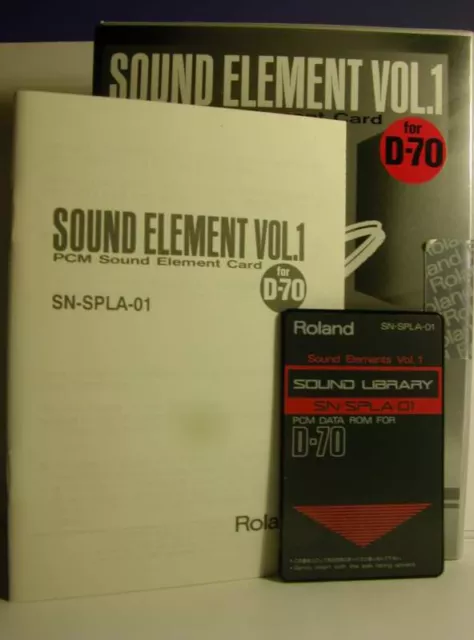 SOUND ELEMENT VOL.1
ent Card
for
D-70
SOUND ELEMENT VOL.1
PCM Sound Element Card
for
D-70
SN-SPLA-01
Rola
and
Roland
Roland SN-SPLA-01
Sound Elements Vol.1
SOUND LIBRARY
SN-SPLA-01
PCM DATA ROM FOR
D-70